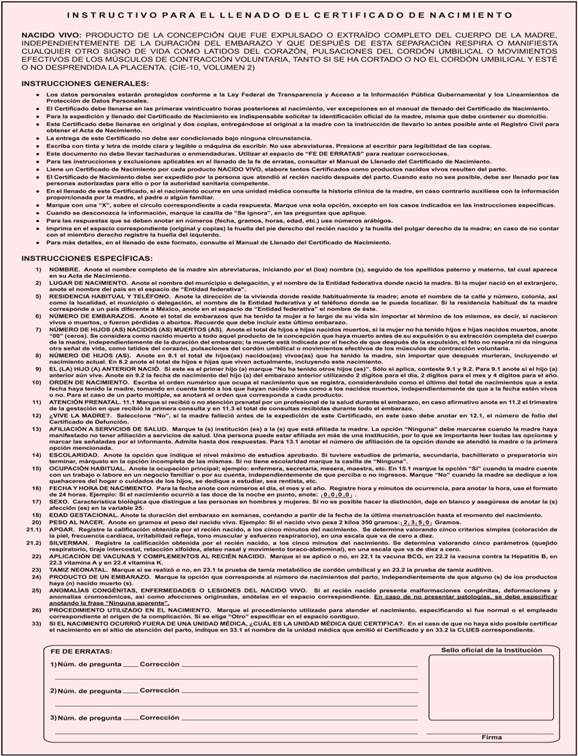 INSTRUCTIVO PARA EL LLENADO DEL CERTIFICADO DE NACIMIENTO
NACIDO VIVO: PRODUCTO DE LA CONCEPCIÓN QUE FUE EXPULSADO O EXTRAÍDO COMPLETO DEL CUERPO DE LA MADRE,
INDEPENDIENTEMENTE DE LA DURACIÓN DEL EMBARAZO Y QUE DESPUÉS DE ESTA SEPARACIÓN RESPIRA O MANIFIESTA
CUALQUIER OTRO SIGNO DE VIDA COMO LATIDOS DEL CORAZÓN, PULSACIONES DEL CORDÓN UMBILICAL O MOVIMIENTOS
EFECTIVOS DE LOS MÚSCULOS DE CONTRACCIÓN VOLUNTARIA, TANTO SI SE HA CORTADO O NO EL CORDÓN UMBILICAL Y ESTÉ
O NO DESPRENDIDA LA PLACENTA. (CIE-10, VOLUMEN 2)
INSTRUCCIONES GENERALES:
● Los datos personales estarán protegidos conforme a la Ley Federal de Transparencia y Acceso a la Información Pública Gubernamental y los Lineamientos de
Protección de Datos Personales.
● El Certificado debe llenarse en las primeras veinticuatro horas posteriores al nacimiento, ver excepciones en el manual de llenado del Certificado de Nacimiento.
● Para la expedición y llenado del Certificado de Nacimiento es indispensable solicitar la identificación oficial de la madre, misma que debe contener su domicilio.
● Este Certificado debe llenarse en original y dos copias, entregándose el original a la madre con la instrucción de llevarlo lo antes posible ante el Registro Civil para
obtener el Acta de Nacimiento.
● La entrega de este Certificado no debe ser condicionada bajo ninguna circunstancia.
● Escriba con tinta y letra de molde clara y legible o máquina de escribir. No use abreviaturas. Presione al escribir para legibilidad de las copias.
● Este documento no debe llevar tachaduras o enmendaduras. Utilizar el espacio de "FE DE ERRATAS" para realizar correcciones.
● Para las instrucciones y exclusiones aplicables en el llenado de la fe de erratas, consultar el Manual de Llenado del Certificado de Nacimiento.
● Llene un Certificado de Nacimiento por cada producto NACIDO VIVO, elabore tantos Certificados como productos nacidos vivos resulten del parto.
● El Certificado de Nacimiento debe ser expedido por la persona que atendió el recién nacido después del parto. Cuando esto no sea posible, debe ser llenado por las
personas autorizadas para ello o por la autoridad sanitaria competente.
● En el llenado de este Certificado, si el nacimiento ocurre en una unidad médica consulte la historia clínica de la madre, en caso contrario auxíliese con la información
proporcionada por la madre, el padre o algún familiar.
● Marque con una "X", sobre el círculo correspondiente a cada respuesta. Marque una sola opción, excepto en los casos indicados en las instrucciones específicas.
● Cuando se desconozca la información, marque la casilla de "Se ignora", en las preguntas que aplique.
● Para las respuestas que se deben anotar en números (fecha, gramos, horas, edad, etc.) use números arábigos.
● Imprima en el espacio correspondiente (original y copias) la huella del pie derecho del recién nacido y la huella del pulgar derecho de la madre; en caso de no contar
con el miembro derecho registre la huella del izquierdo.
● Para más detalles, en el llenado de este formato, consulte el Manual de Llenado del Certificado de Nacimiento.
INSTRUCCIONES ESPECÍFICAS:
1) NOMBRE. Anote el nombre completo de la madre sin abreviaturas, iniciando por el (los) nombre (s), seguido de los apellidos paterno y materno, tal cual aparece
en su Acta de Nacimiento.
2) LUGAR DE NACIMIENTO. Anote el nombre del municipio o delegación, y el nombre de la Entidad Federativa donde nació la madre. Si la mujer nació en el extranjero,
anote el nombre del país en el espacio de "Entidad federativa".
5) RESIDENCIA HABITUAL Y TELÉFONO. Anote la dirección de la vivienda donde reside habitualmente la madre; anote el nombre de la calle y número, colonia, así
como la localidad, el municipio o delegación, el nombre de la Entidad Federativa y el teléfono donde se le pueda localizar. Si la residencia habitual de la madre
corresponde a un país diferente a México, anote en el espacio de "Entidad Federativa" el nombre de éste.
6) NÚMERO DE EMBARAZOS. Anote el total de embarazos que ha tenido la mujer a lo largo de su vida sin importar el término de los mismos, es decir, si nacieron
vivos o muertos, o fueron pérdidas o abortos. Recuerde que debe incluir este último embarazo.
7) NÚMERO DE HIJOS (AS) NACIDOS (AS) MUERTOS (AS). Anote el total de hijos e hijas nacidos muertos, si la mujer no ha tenido hijos e hijas nacidos muertos, anote
"00" (ceros). Se considera como nacido muerto a todo aquel producto de la concepción que murió antes de su expulsión o extracción completa del cuerpo
de la madre, independientemente de la duración del embarazo; la muerte está indicada por el hecho de que después de la expulsión, el feto no respira ni da ninguna
otra señal de vida, como latidos del corazón, pulsaciones del cordón umbilical o movimientos efectivos de los músculos de contracción voluntaria.
8) NÚMERO DE HIJOS (AS). Anote en 8.1 el total de hijos(as) nacidos(as) vivos(as) que ha tenido la madre, sin importar que después murieran, incluyendo el
nacimiento actual. En 8.2 anote el total de hijos e hijas que viven actualmente, incluyendo este nacimiento.
9) EL (LA) HIJO (A) ANTERIOR NACIÓ. Si este es el primer hijo (a) marque "No ha tenido otros hijos (as)". Sólo si aplica, conteste 9.1 y 9.2. Para 9.1 anote si el hijo (a)
anterior aún vive. Anote en 9.2 la fecha de nacimiento del hijo (a) del embarazo anterior utilizando 2 dígitos para el día, 2 dígitos para el mes y 4 dígitos para el año.
10) ORDEN DE NACIMIENTO. Escriba el orden numérico que ocupa el nacimiento que se registra, considerándolo como el último del total de nacimientos que a esta
fecha haya tenido la madre, tomando en cuenta tanto a los que hayan nacido vivos como a los nacidos muertos, independientemente de que a la fecha estén vivos
o no. Para el caso de un parto múltiple, se anotará el orden que corresponda a cada producto.
11) ATENCIÓN PRENATAL. 11.1 Marque si recibió o no atención prenatal por profesional de la salud durante el embarazo, en caso afirmativo anote en 11.2 el trimestre
de la gestación en que recibió la primera consulta y en 11.3 el total de consultas recibidas durante todo el embarazo.
12) ¿VIVE LA MADRE?. Seleccione "No", si la madre falleció antes de la expedición de este Certificado, en este caso debe anotar en 12.1, el número de folio del
Certificado de Defunción.
13) AFILIACIÓN A SERVICIOS DE SALUD. Marque la (s) institución (es) a la (s) que está afiliada la madre. La opción "Ninguna" debe marcarse cuando la madre haya
manifestado no tener afiliación a servicios de salud. Una persona puede estar afiliada en más de una institución, por lo que es importante leer todas las opciones y
marcar las señaladas por el informante. Admite hasta dos respuestas. Para 13.1 anotar el número de afiliación de la opción donde se atendió la madre o la primera
opción mencionada.
14) ESCOLARIDAD. Anote la opción que indique el nivel máximo de estudios aprobado. Si tuviere estudios de primaria, secundaria, bachillerato o preparatoria sin
terminar, márquelo en la opción incompleta de las mismas. Si no tiene escolaridad marque la casilla de "Ninguna".
15) OCUPACIÓN HABITUAL. Anote la ocupación principal; ejemplo: enfermera, secretaria, mesera, maestra, etc. En 15.1 marque la opción "Sí" cuando la madre cuente
con un trabajo o labore en un negocio familiar o por su cuenta, independientemente de que perciba o no ingresos. Marque "No" cuando la madre se dedique a los
quehaceres del hogar o cuidados de los hijos, se dedique a estudiar, sea rentista, etc.
16) FECHA Y HORA DE NACIMIENTO. Para la fecha anote con números el día, el mes y el año. Registre hora y minutos de ocurrencia, para anotar la hora, use el formato
de 24 horas. Ejemplo: Si el nacimiento ocurrió a las doce de la noche en punto, anote: 0,0,0,0.
17) SEXO. Característica biológica que distingue a las personas en hombres y mujeres. Si no es posible hacer la distinción, deje en blanco y asegúrese de anotar la (s)
afección (es) en la variable 25.
18) EDAD GESTACIONAL. Anote la duración del embarazo en semanas, contando a partir de la fecha de la última menstruación hasta el momento del nacimiento.
20) PESO AL NACER. Anote en gramos el peso del nacido vivo. Ejemplo: Si el nacido vivo pesa 2 kilos 350 gramos: 2,3,5,0; Gramos.
21.1) APGAR. Registre la calificación obtenida por el recién nacido, a los cinco minutos del nacimiento. Se determina valorando cinco criterios simples (coloración de
la piel, frecuencia cardiaca, irritabilidad refleja, tono muscular y esfuerzo respiratorio), en una escala que va de cero a diez.
21.2) SILVERMAN. Registre la calificación obtenida por el recién nacido, a los cinco minutos del nacimiento. Se determina valorando cinco parámetros (quejido
respiratorio, tiraje intercostal, retracción xifoidea, aleteo nasal y movimiento toraco-abdominal), en una escala que va de diez a cero.
22) APLICACIÓN DE VACUNAS Y COMPLEMENTOS AL RECIÉN NACIDO. Marque si se aplicó o no, en 22.1 la vacuna BCG, en 22.2 la vacuna contra la Hepatitis B, en
22.3 vitamina A y en 22.4 vitamina K.
23) TAMIZ NEONATAL. Marque si se realizó o no, en 23.1 la prueba de tamiz metabólico de cordón umbilical y en 23.2 la prueba de tamiz auditivo.
24) PRODUCTO DE UN EMBARAZO. Marque la opción que corresponda al número de nacimientos del parto, independientemente de que alguno (s) de los productos
haya (n) nacido muerto (s).
25) ANOMALÍAS CONGÉNITAS, ENFERMEDADES O LESIONES DEL NACIDO VIVO. Si el recién nacido presenta malformaciones congénitas, deformaciones y
anomalías cromosómicas, así como afecciones originadas, anótelas en el espacio correspondiente. En caso de no presentar patologías, se debe especificar
anotando la frase "Ninguna aparente".
26) PROCEDIMIENTO UTILIZADO EN EL NACIMIENTO. Marque el procedimiento utilizado para atender el nacimiento, especificando si fue normal o el empleado
correspondiente al origen de la complicación. Si se elige "Otro" especificar en el espacio contiguo.
33) SI EL NACIMIENTO OCURRIÓ FUERA DE UNA UNIDAD MÉDICA, ¿CUÁL ES LA UNIDAD MÉDICA QUE CERTIFICA?. En el caso de que no haya sido posible certificar
el nacimiento en el sitio de atención del parto, indique en 33.1 el nombre de la unidad médica que emitió el Certificado y en 33.2 la CLUES correspondiente.
FE DE ERRATAS:
Sello oficial de la Institución
1) Núm. de pregunta ____ Corrección
2) Núm. de pregunta ____ Corrección
3) Núm. de pregunta ____ Corrección
Firma